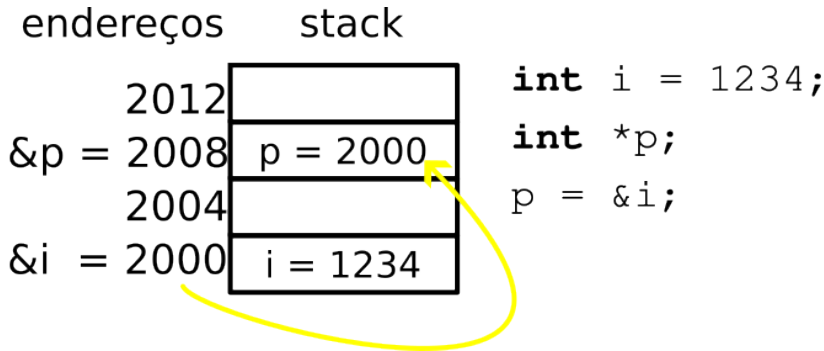 endereços stack
2012
&p = 2008 p = 2000
2004
&i = 2000 i = 1234
int i = 1234;
int *p;
p = &i;